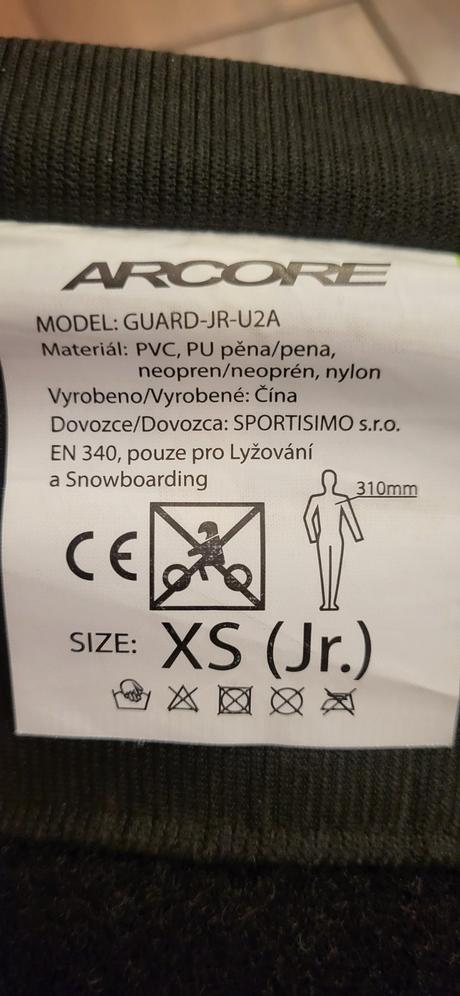 ARCORE
MODEL: GUARD-JR-U2A
Materiál: PVC, PU pěna/pena,
neopren/neoprén, nylon
Vyrobeno/Vyrobené: Čína
Dovozce/Dovozca: SPORTISIMO s.r.o.
EN 340, pouze pro Lyžování
a Snowboarding
310mm
CE
SIZE: XS (Jr.)